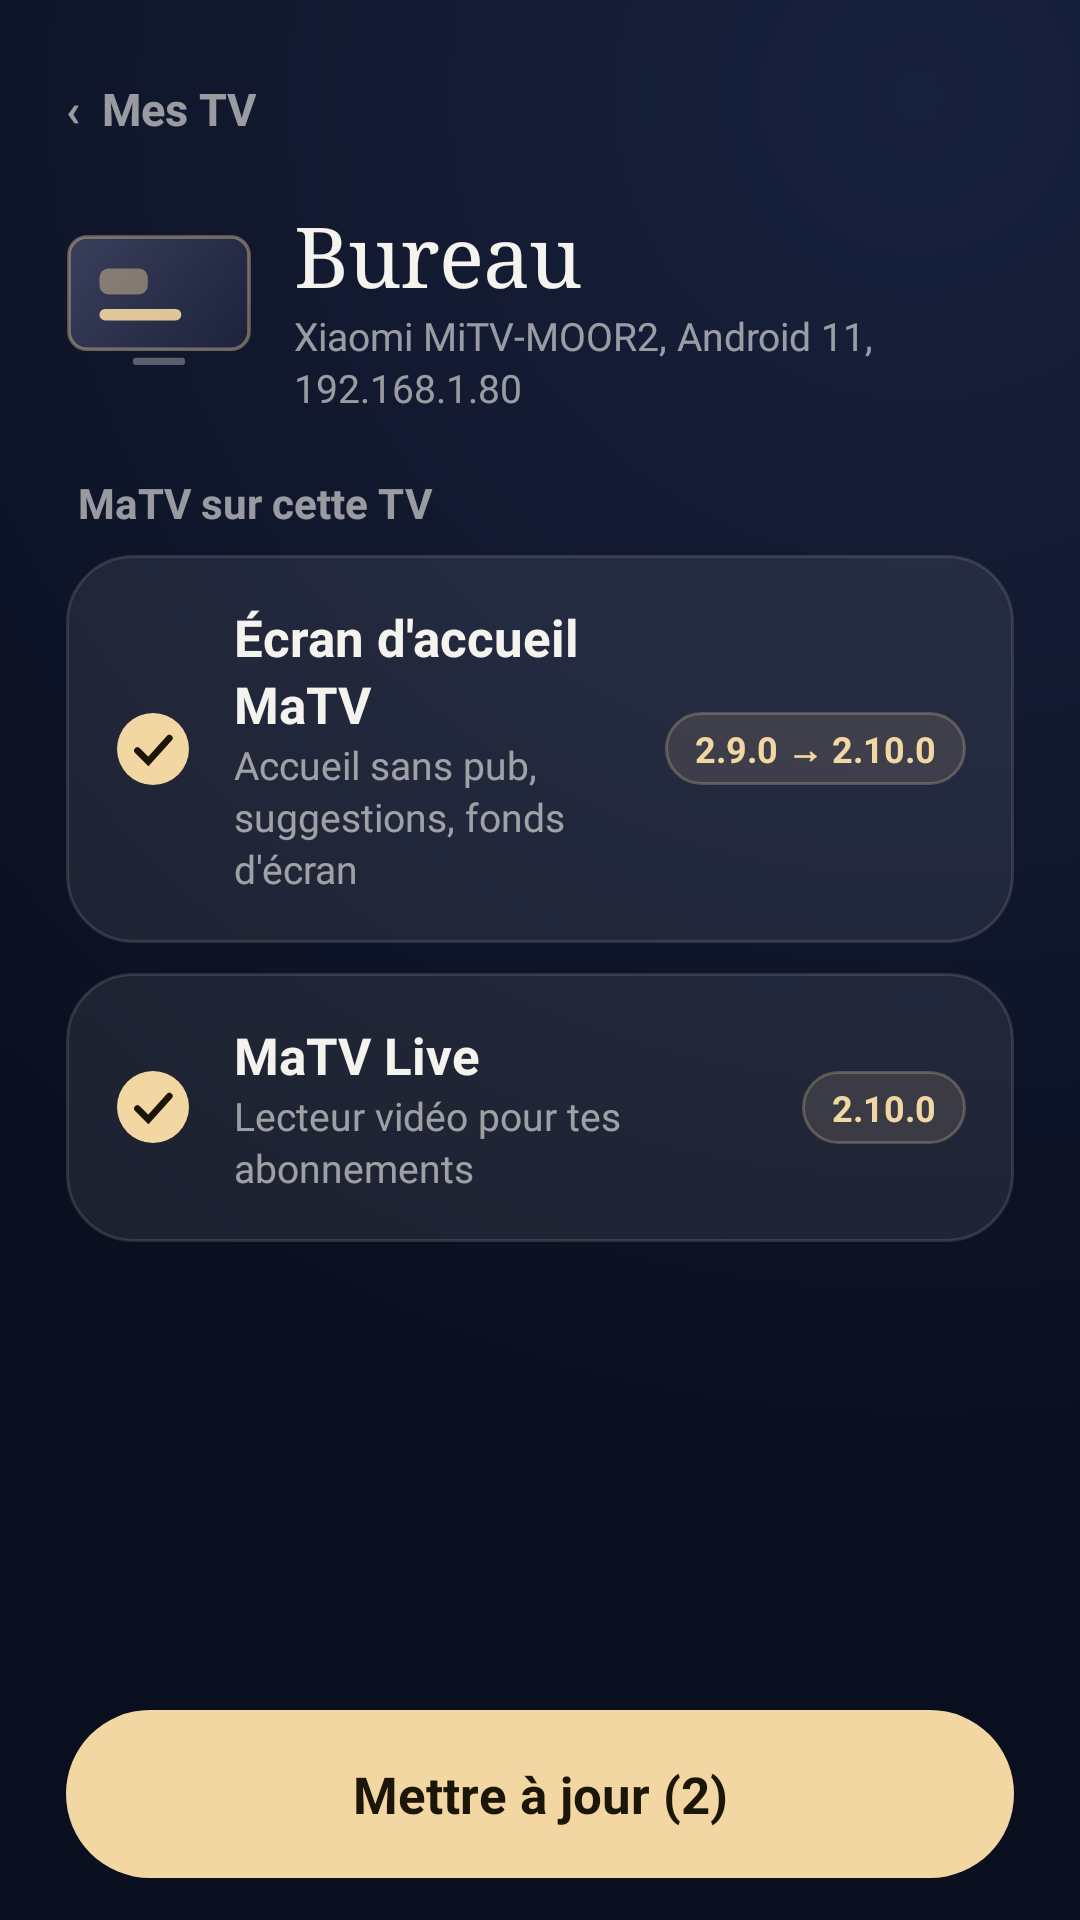 ‹ Mes TV
Bureau
Xiaomi MiTV-MOOR2, Android 11,
192.168.1.80
MaTV sur cette TV
Écran d'accueil
MaTV
Accueil sans pub,
suggestions, fonds
d'écran
2.9.0 → 2.10.0
MaTV Live
Lecteur vidéo pour tes
abonnements
2.10.0
Mettre à jour (2)